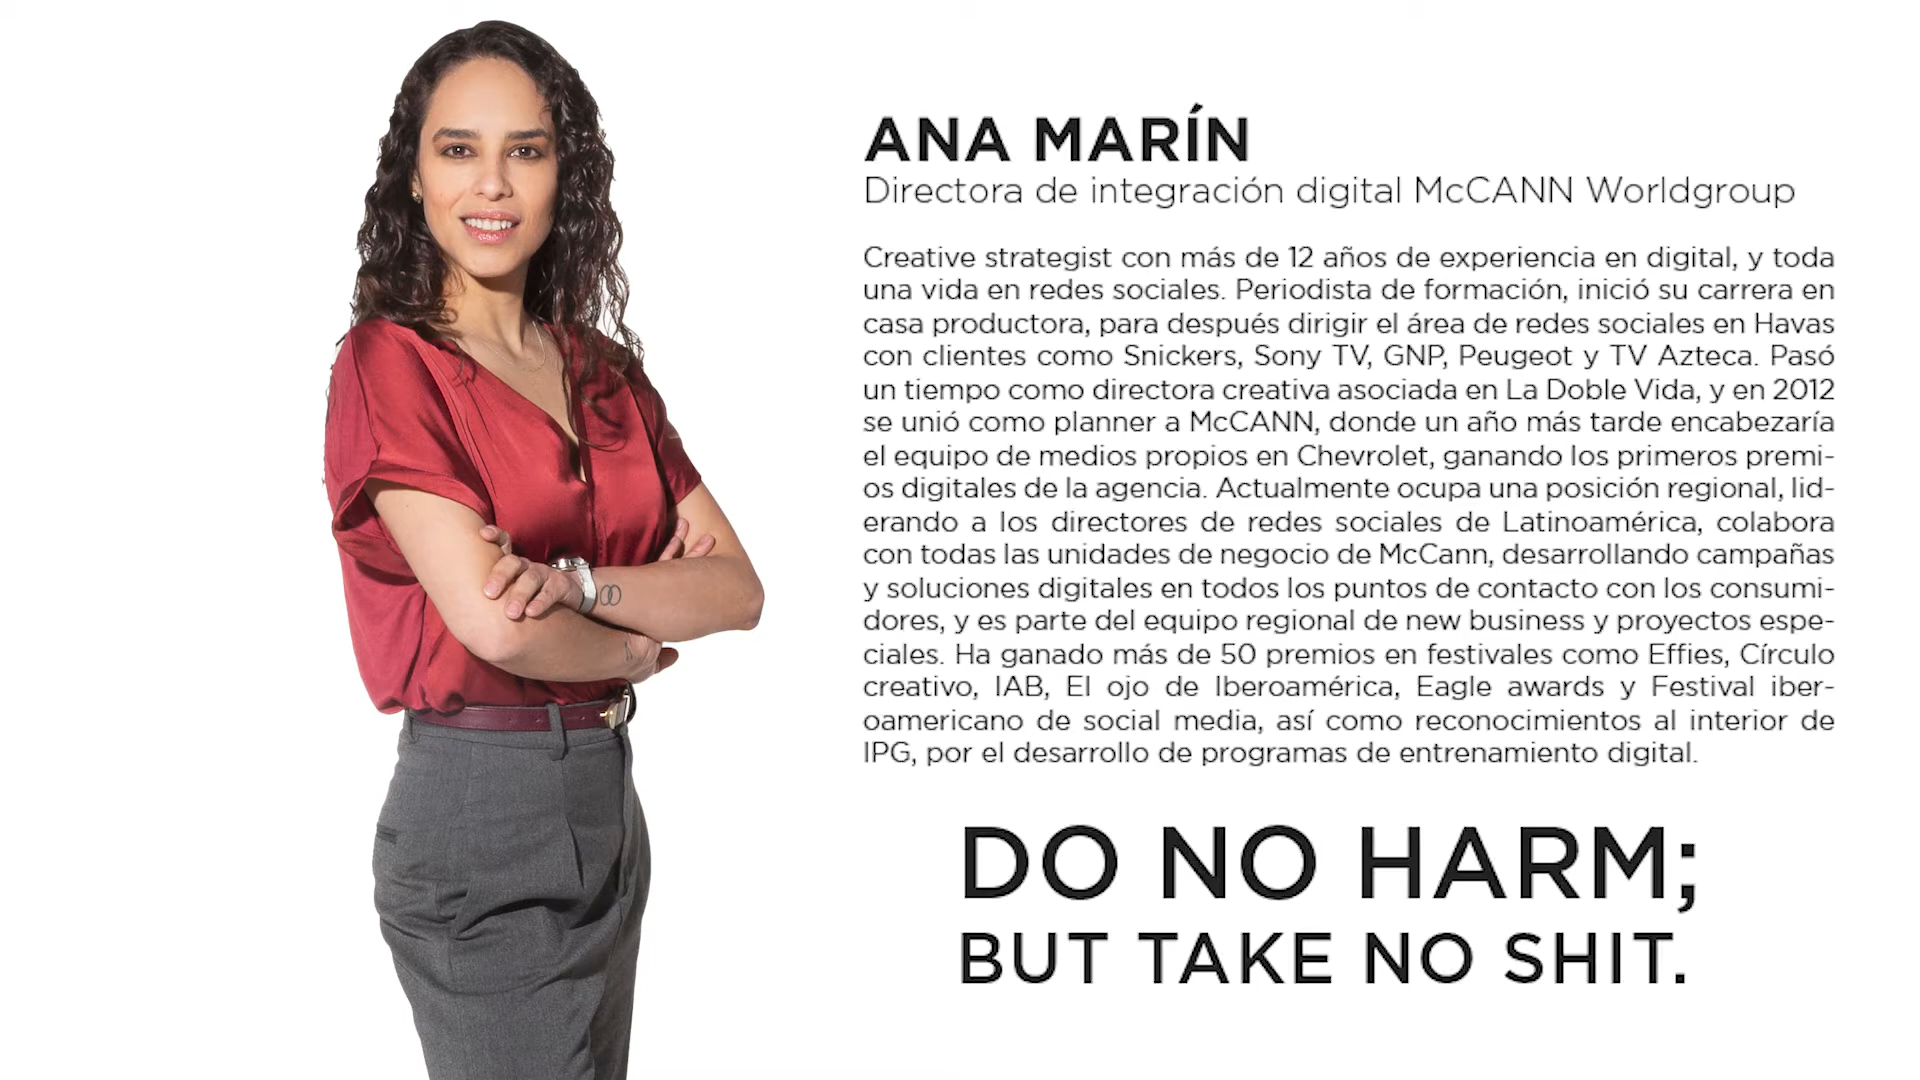 ANA MARÍN
Directora de integración digital McCANN Worldgroup
Creative strategist con más de 12 años de experiencia en digital, y toda
una vida en redes sociales. Periodista de formación, inició su carrera en
casa productora, para después dirigir el área de redes sociales en Havas
con clientes como Snickers, Sony TV, GNP, Peugeot y TV Azteca. Pasó
un tiempo como directora creativa asociada en La Doble Vida, y en 2012
se unió como planner a McCANN, donde un año más tarde encabezaría
el equipo de medios propios en Chevrolet, ganando los primeros premi-
os digitales de la agencia. Actualmente ocupa una posición regional, lid-
erando a los directores de redes sociales de Latinoamérica, colabora
con todas las unidades de negocio de McCann, desarrollando campañas
y soluciones digitales en todos los puntos de contacto con los consumi-
dores, y es parte del equipo regional de new business y proyectos espe-
ciales. Ha ganado más de 50 premios en festivales como Effies, Círculo
creativo, IAB, El ojo de Iberoamérica, Eagle awards y Festival iber-
oamericano de social media, así como reconocimientos al interior de
IPG, por el desarrollo de programas de entrenamiento digital.
DO NO HARM;
BUT TAKE NO SHIT.